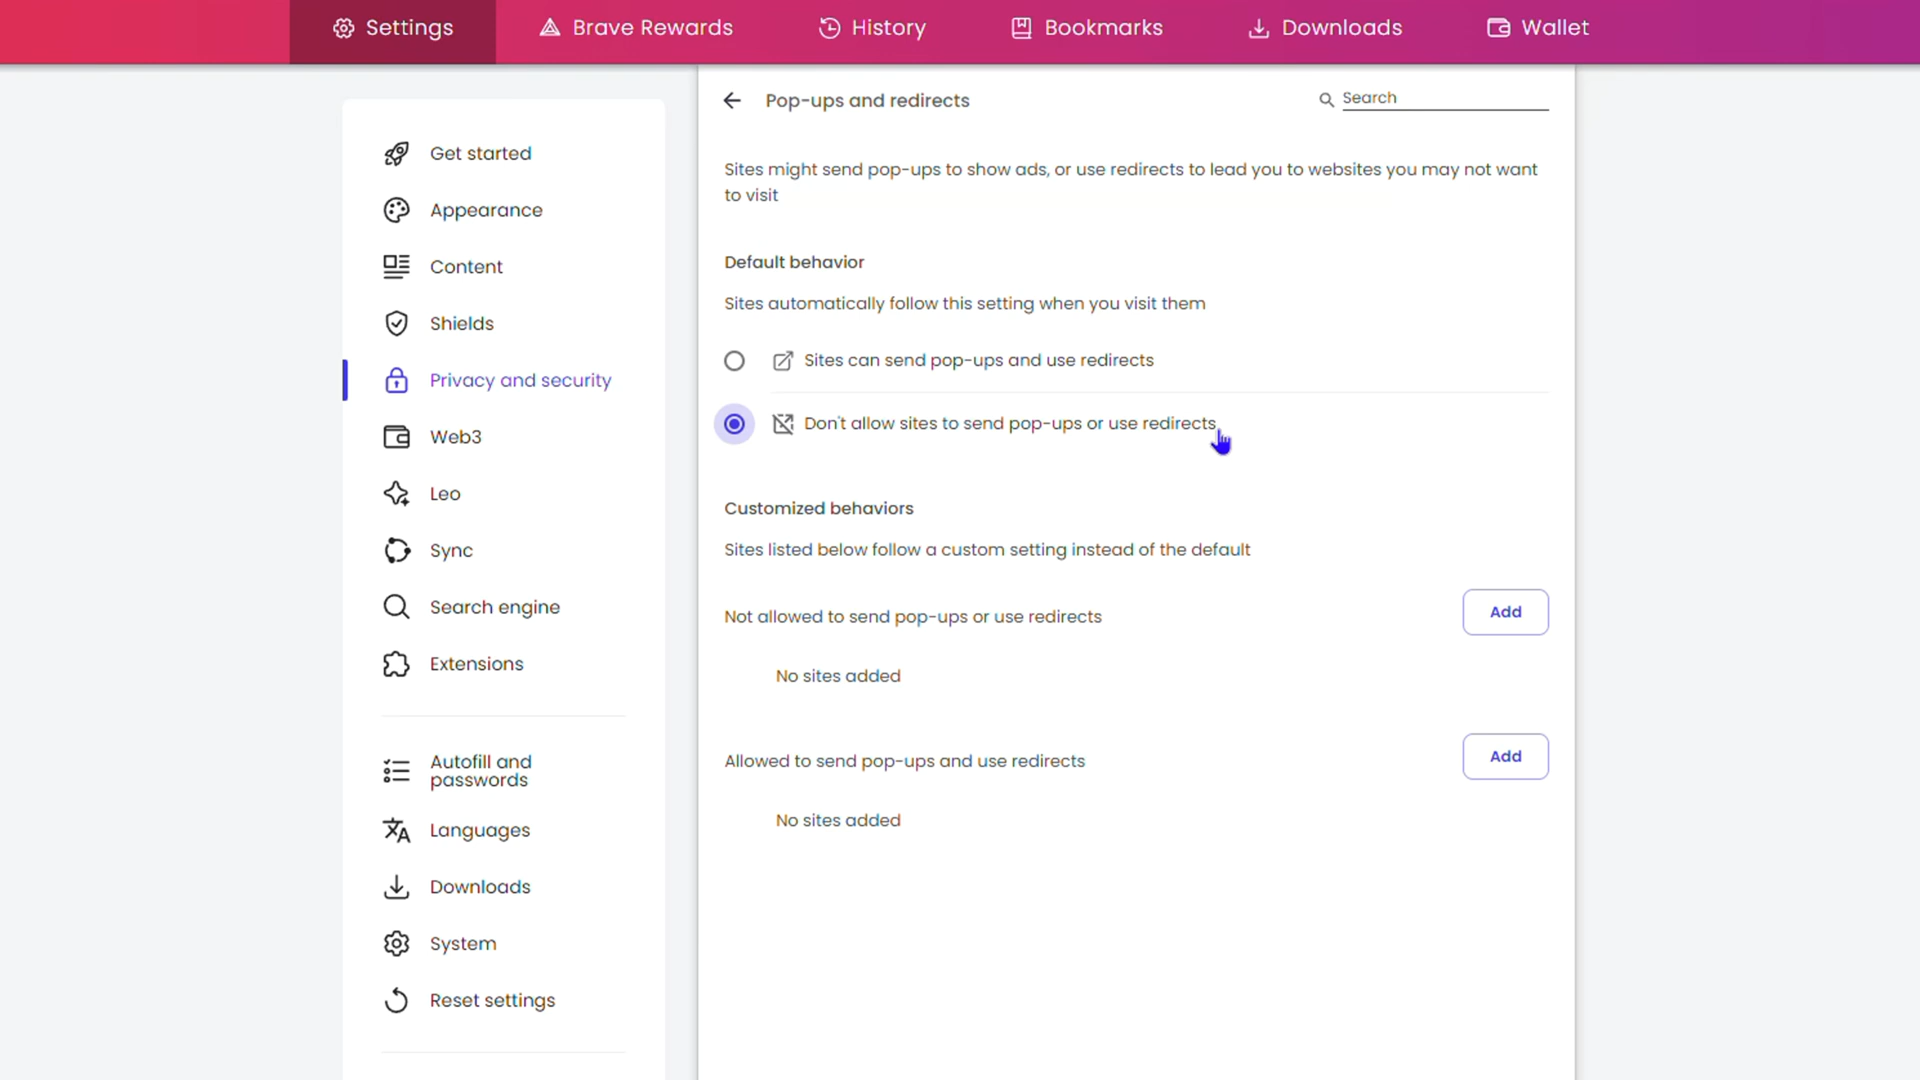 Settings
Brave Rewards
History
Bookmarks
Downloads
Wallet
Get started
Appearance
Content
Shields
Privacy and security
Web3
Leo
Sync
Search engine
Extensions
Autofill and
passwords
Languages
Downloads
System
Reset settings
Pop-ups and redirects
Search
Sites might send pop-ups to show ads, or use redirects to lead you to websites you may not want
to visit
Default behavior
Sites automatically follow this setting when you visit them
Sites can send pop-ups and use redirects
Don't allow sites to send pop-ups or use redirects
Customized behaviors
Sites listed below follow a custom setting instead of the default
Not allowed to send pop-ups or use redirects
Add
No sites added
Allowed to send pop-ups and use redirects
Add
No sites added